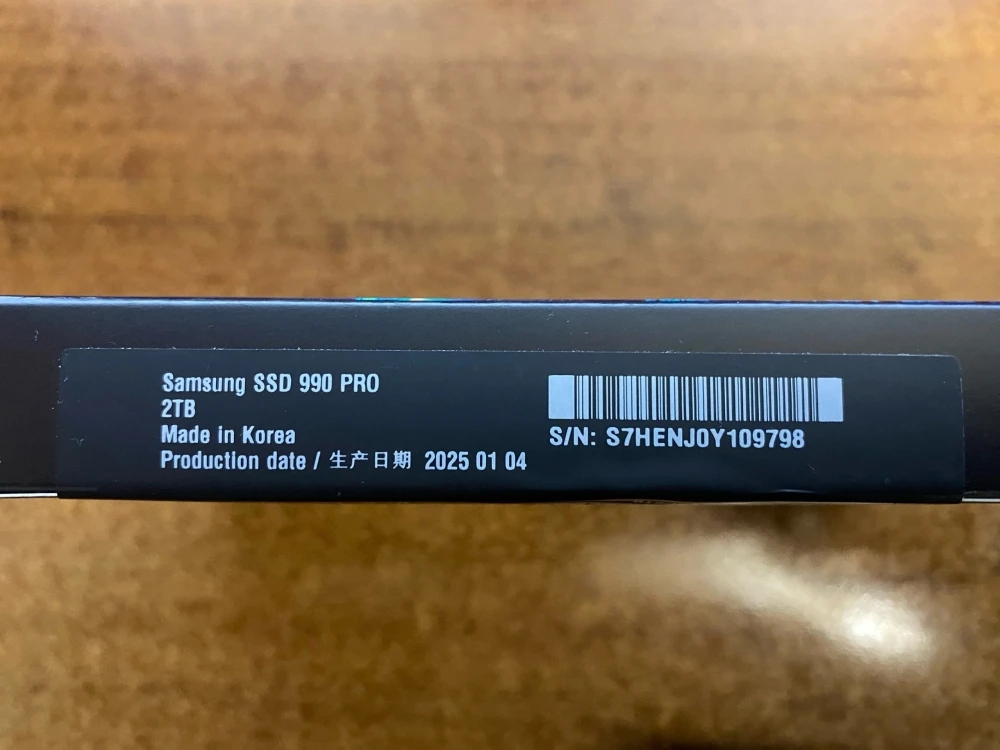 Samsung SSD 990 PRO
2TB
Made in Korea
Production date / 生产日期 2025 01 04
S/N: S7HENJ0Y109798